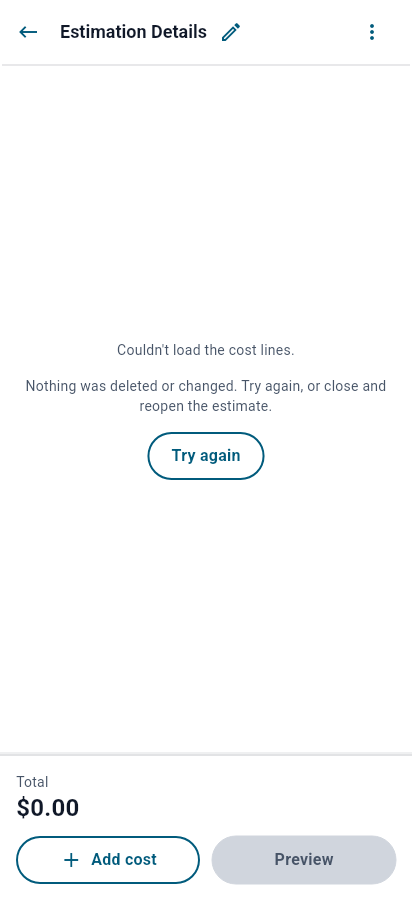 Estimation Details
Couldn't load the cost lines.
Nothing was deleted or changed. Try again, or close and
reopen the estimate.
Try again
Total
$0.00
Add cost
Preview